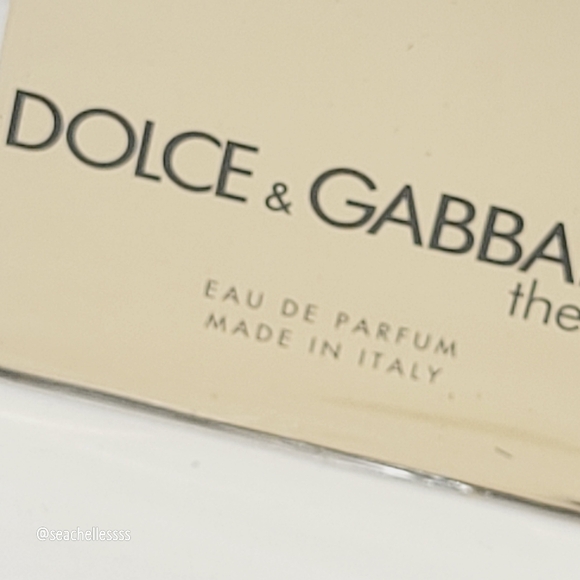 DOLCE & GABBA
the
EAU DE PARFUM
MADE IN ITALY
@seachellessss